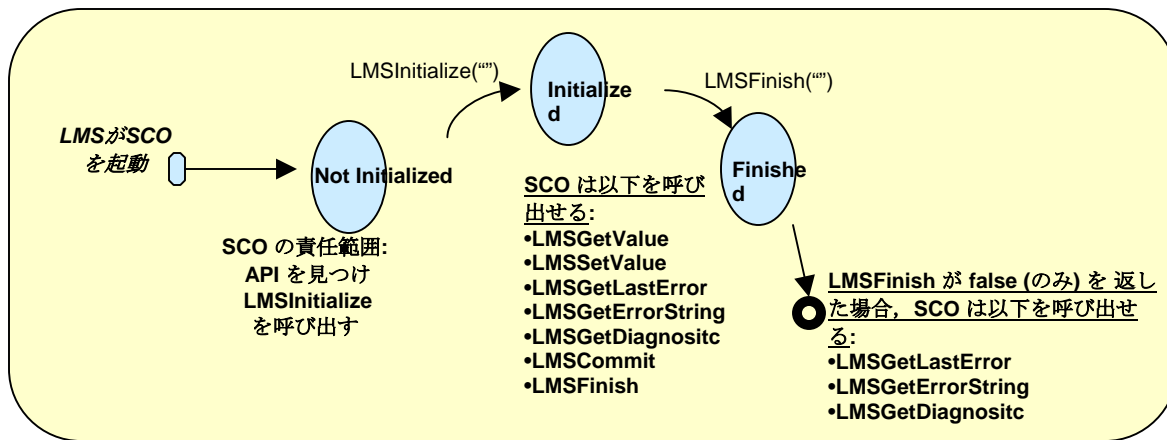 LMSInitialize(“”)
LMSFinish(“”)
Initialize
d
LMSがSCO
を起動
Not Initialized
Finishe
d
SCO の責任範囲:
API を見つけ
LMSInitialize
を呼び出す
SCO は以下を呼び
出せる:
•LMSGetValue
•LMSSetValue
•LMSGetLastError
•LMSGetErrorString
•LMSGetDiagnositc
•LMSCommit
•LMSFinish
LMSFinish が false (のみ) を 返し
た場合，SCO は以下を呼び出せ
る:
•LMSGetLastError
•LMSGetErrorString
•LMSGetDiagnositc